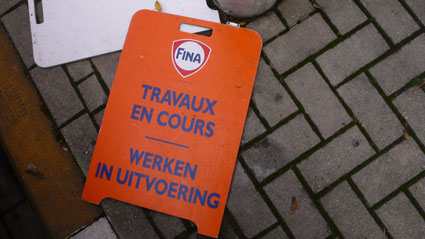 FINA
TRAVAUX
EN COURS
WERKEN
IN UITVOERING